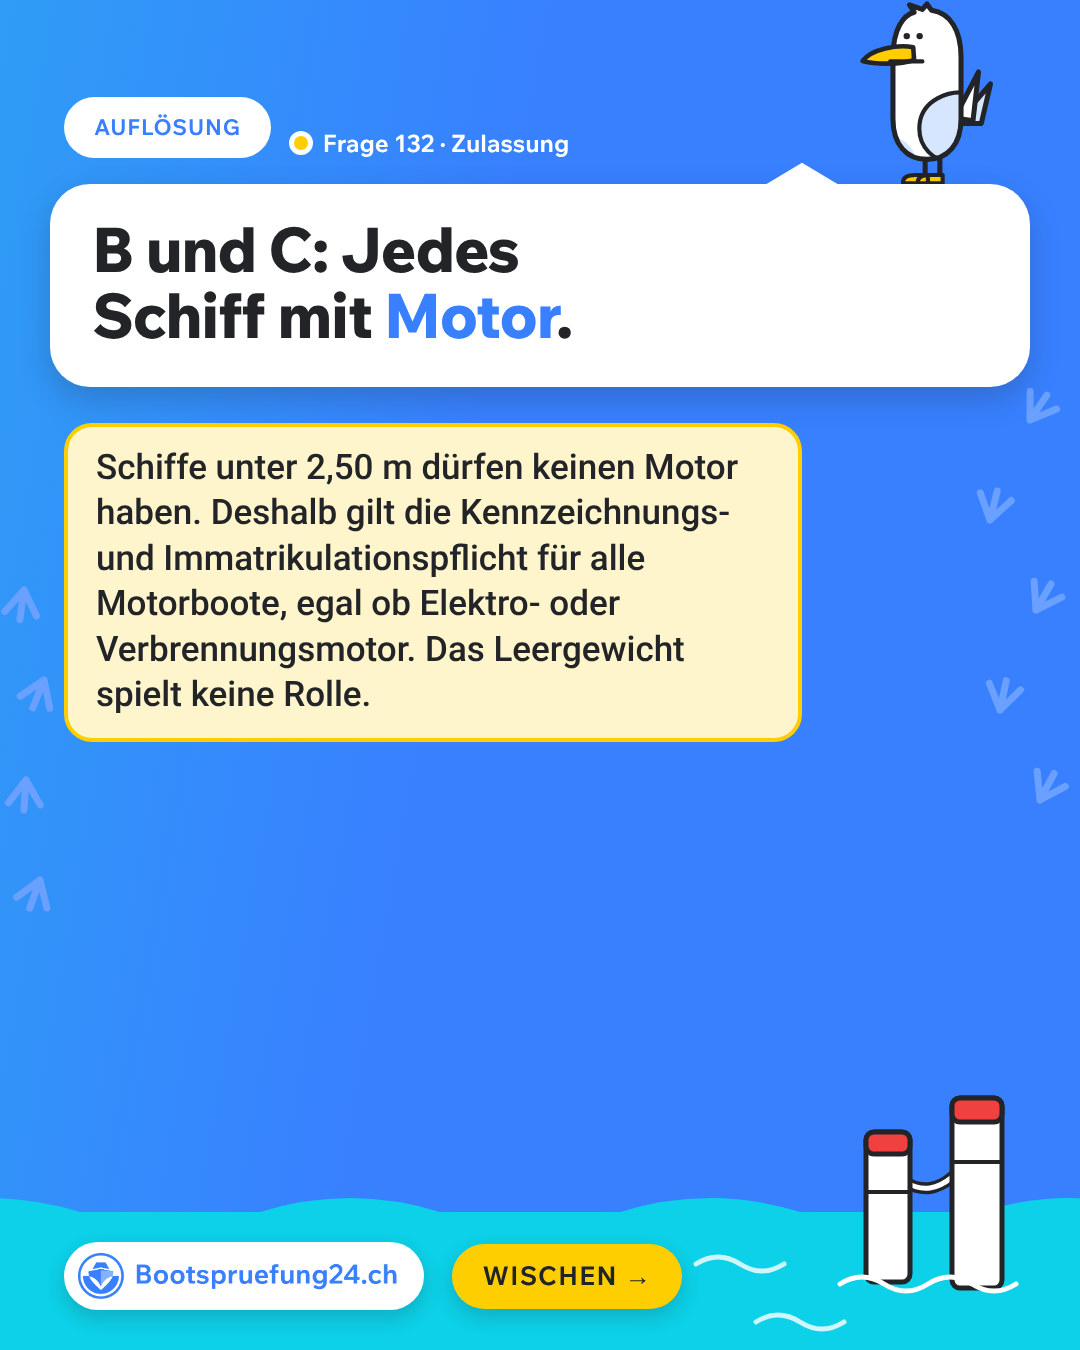 AUFLÖSUNG
Frage 132 · Zulassung
B und C: Jedes
Schiff mit Motor.
Schiffe unter 2,50 m dürfen keinen Motor
haben. Deshalb gilt die Kennzeichnungs-
und Immatrikulationspflicht für alle
Motorboote, egal ob Elektro- oder
Verbrennungsmotor. Das Leergewicht
spielt keine Rolle.
Bootspruefung24.ch
WISCHEN →